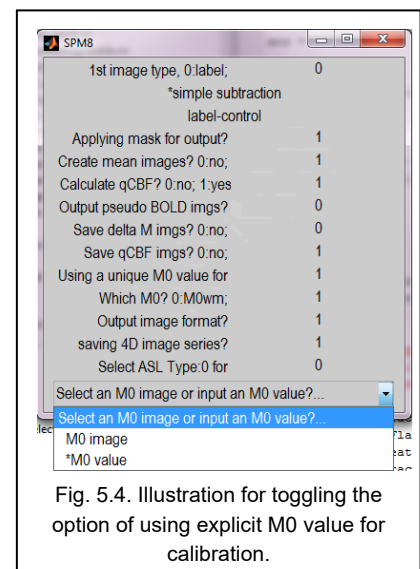 SPM8
1st image type, 0:label; 0
*simple subtraction
label-control
Applying mask for output? 1
Create mean images? 0:no; 1
Calculate qCBF? 0:no; 1:yes 1
Output pseudo BOLD imgs? 0
Save delta M imgs? 0:no; 0
Save qCBF imgs? 0:no; 1
Using a unique M0 value for 1
Which M0? 0:M0wm; 1
Output image format? 1
saving 4D image series? 1
Select ASL Type:0 for 0
Select an M0 image or input an M0 value?...
Select an M0 image or input an M0 value?...
M0 image
*M0 value
Fig. 5.4. Illustration for toggling the
option of using explicit M0 value for
calibration.